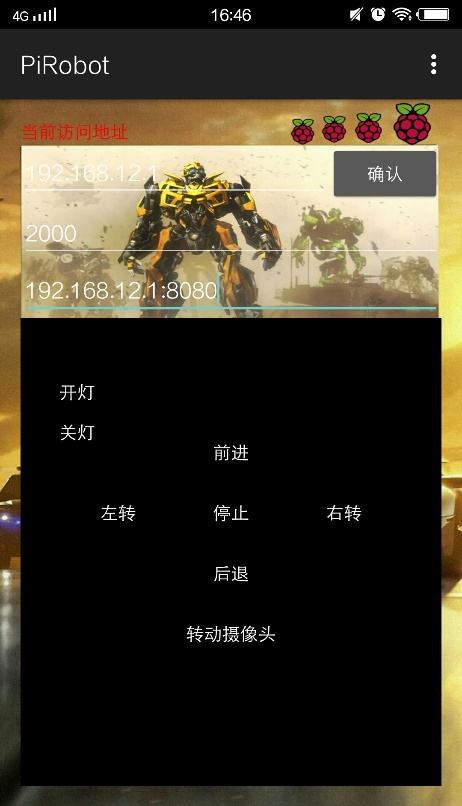 4G 16:46
PiRobot
当前访问地址
192.168.12.1 确认
2000
192.168.12.1:8080
开灯
关灯
前进
左转 停止 右转
后退
转动摄像头